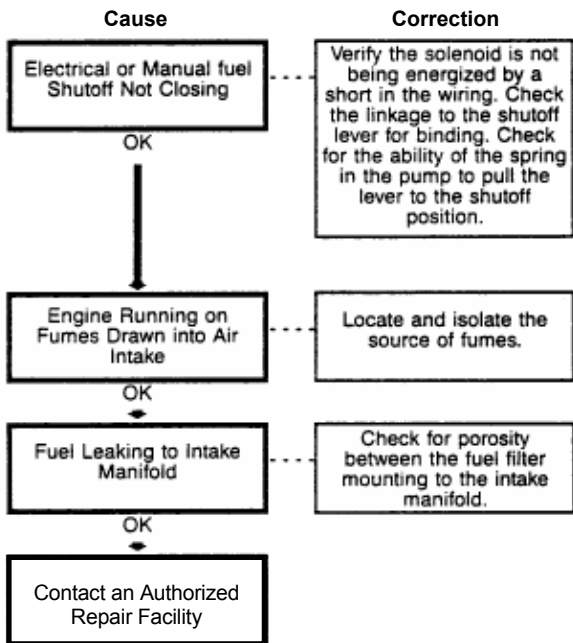 Cause
Correction
Electrical or Manual fuel
Shutoff Not Closing
Verify the solenoid is not
being energized by a
short in the wiring. Check
the linkage to the shutoff
lever for binding. Check
for the ability of the spring
in the pump to pull the
lever to the shutoff
position.
OK
Engine Running on
Fumes Drawn into Air
Intake
Locate and isolate the
source of fumes.
OK
Fuel Leaking to Intake
Manifold
Check for porosity
between the fuel filter
mounting to the intake
manifold.
OK
Contact an Authorized
Repair Facility